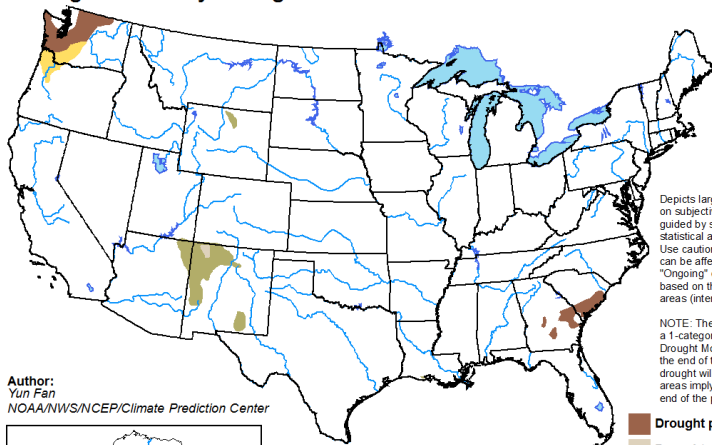 Depicts larg
on subjectiv
guided by s
statistical a
Use caution
can be affe
"Ongoing"
based on th
areas (inter
NOTE: The
a 1-categor
Drought Mo
the end of t
drought will
areas imply
end of the p
Author:
Yun Fan
NOAA/NWS/NCEP/Climate Prediction Center
Drought p